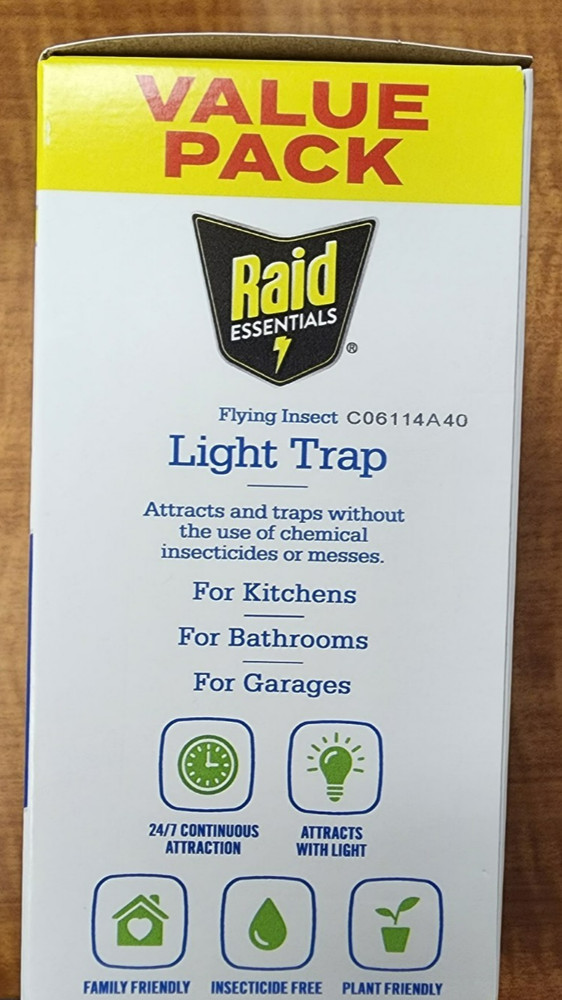 VALUE
PACK
Raid
ESSENTIALS
®
Flying Insect C06114A40
Light Trap
Attracts and traps without
the use of chemical
insecticides or messes.
For Kitchens
For Bathrooms
For Garages
24/7 CONTINUOUS
ATTRACTION
ATTRACTS
WITH LIGHT
FAMILY FRIENDLY
INSECTICIDE FREE
PLANT FRIENDLY